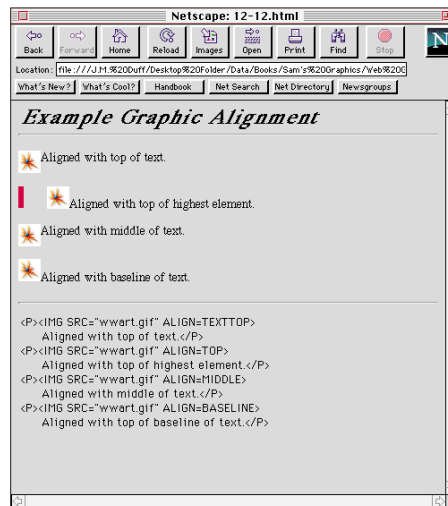 Netscape: 12-12.html
Back Forward Home Reload Images Open Print Find Stop N
Location: file:///J.M.%20Duff/Desktop%20Folder/Data/Books/Sam's%20Graphics/Web%20G
What's New? What's Cool? Handbook Net Search Net Directory Newsgroups
Example Graphic Alignment
Aligned with top of text.
Aligned with top of highest element.
Aligned with middle of text.
Aligned with baseline of text.
<P><IMG SRC="wwart.gif" ALIGN=TEXTTOP>
Aligned with top of text.</P>
<P><IMG SRC="wwart.gif" ALIGN=TOP>
Aligned with top of highest element.</P>
<P><IMG SRC="wwart.gif" ALIGN=MIDDLE>
Aligned with middle of text.</P>
<P><IMG SRC="wwart.gif" ALIGN=BASELINE>
Aligned with top of baseline of text.</P>